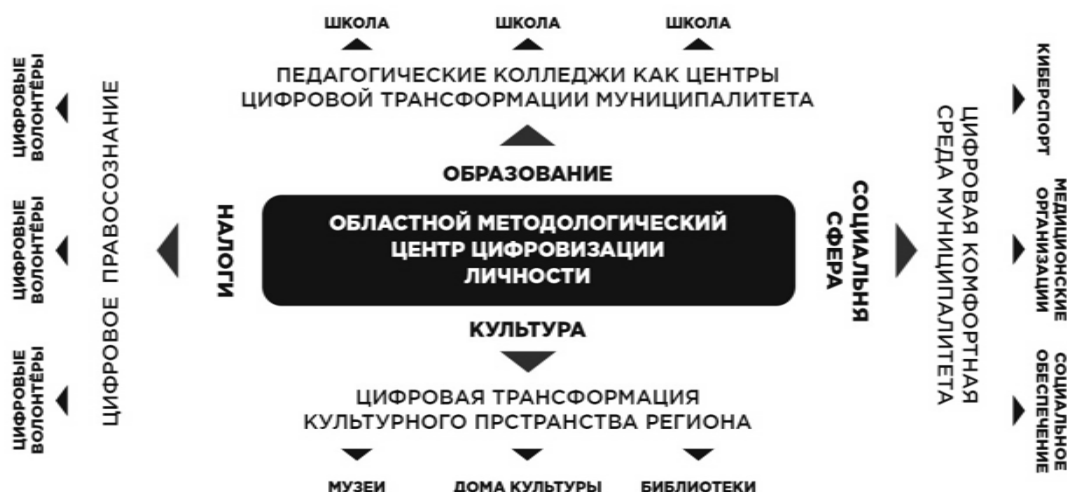 ШКОЛА
ШКОЛА
ШКОЛА
ПЕДАГОГИЧЕСКИЕ КОЛЛЕДЖИ КАК ЦЕНТРЫ
ЦИФРОВОЙ ТРАНСФОРМАЦИИ МУНИЦИПАЛИТЕТА
ОБРАЗОВАНИЕ
ЦИФРОВЫЕ
ВОЛОНТЁРЫ
ЦИФРОВЫЕ
ВОЛОНТЁРЫ
ЦИФРОВЫЕ
ВОЛОНТЁРЫ
ЦИФРОВОЕ ПРАВОСОЗНАНИЕ
НАЛОГИ
ОБЛАСТНОЙ МЕТОДОЛОГИЧЕСКИЙ
ЦЕНТР ЦИФРОВИЗАЦИИ
ЛИЧНОСТИ
СОЦИАЛЬНЯ
СФЕРА
ЦИФРОВАЯ КОМФОРТНАЯ
СРЕДА МУНИЦИПАЛИТЕТА
КИБЕРСПОРТ
МЕДИЦИОНСКИЕ
ОРГАНИЗАЦИИ
СОЦИАЛЬНОЕ
ОБЕСПЕЧЕНИЕ
КУЛЬТУРА
ЦИФРОВАЯ ТРАНСФОРМАЦИЯ
КУЛЬТУРНОГО ПРСТРАНСТВА РЕГИОНА
МУЗЕИ
ДОМА КУЛЬТУРЫ
БИБЛИОТЕКИ